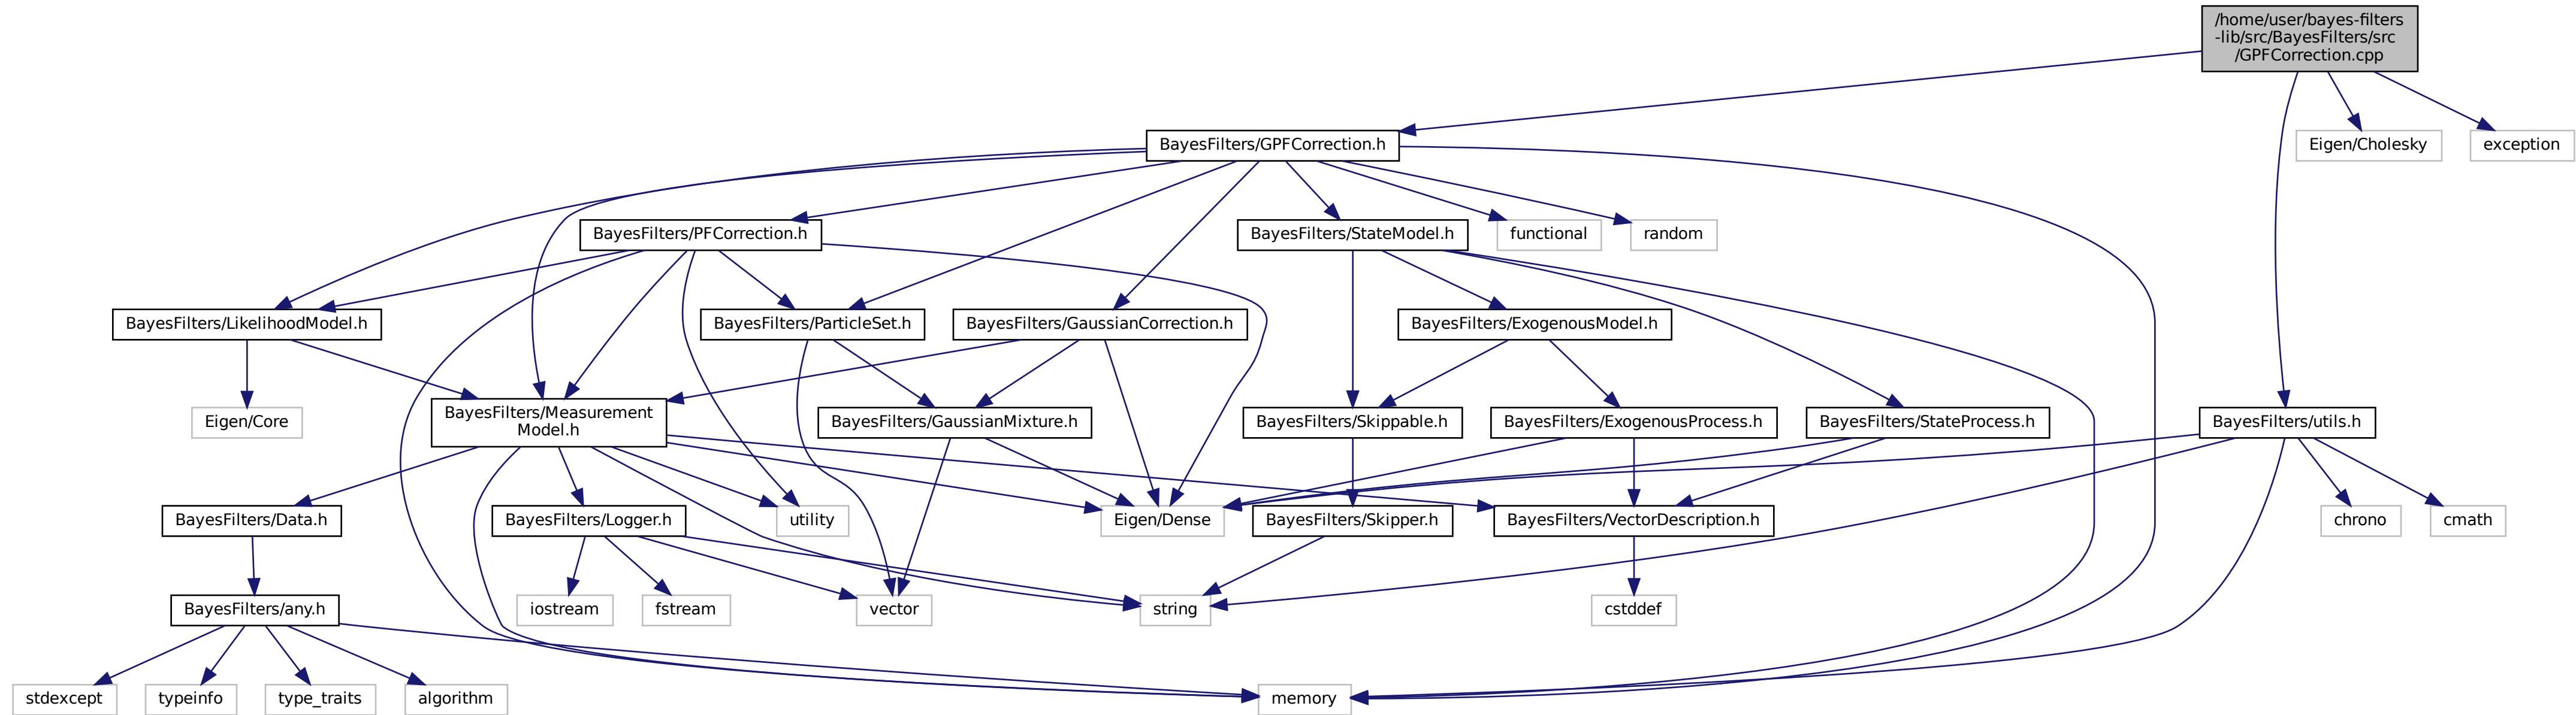 /home/user/bayes-filters
-lib/src/BayesFilters/src
/GPFCorrection.cpp
BayesFilters/GPFCorrection.h
Eigen/Cholesky
exception
BayesFilters/PFCorrection.h
BayesFilters/StateModel.h
functional
random
BayesFilters/LikelihoodModel.h
BayesFilters/ParticleSet.h
BayesFilters/GaussianCorrection.h
BayesFilters/ExogenousModel.h
Eigen/Core
BayesFilters/Measurement
Model.h
BayesFilters/GaussianMixture.h
BayesFilters/Skippable.h
BayesFilters/ExogenousProcess.h
BayesFilters/StateProcess.h
BayesFilters/utils.h
BayesFilters/Data.h
BayesFilters/Logger.h
utility
Eigen/Dense
BayesFilters/Skipper.h
BayesFilters/VectorDescription.h
chrono
cmath
BayesFilters/any.h
iostream
fstream
vector
string
cstddef
stdexcept
typeinfo
type_traits
algorithm
memory